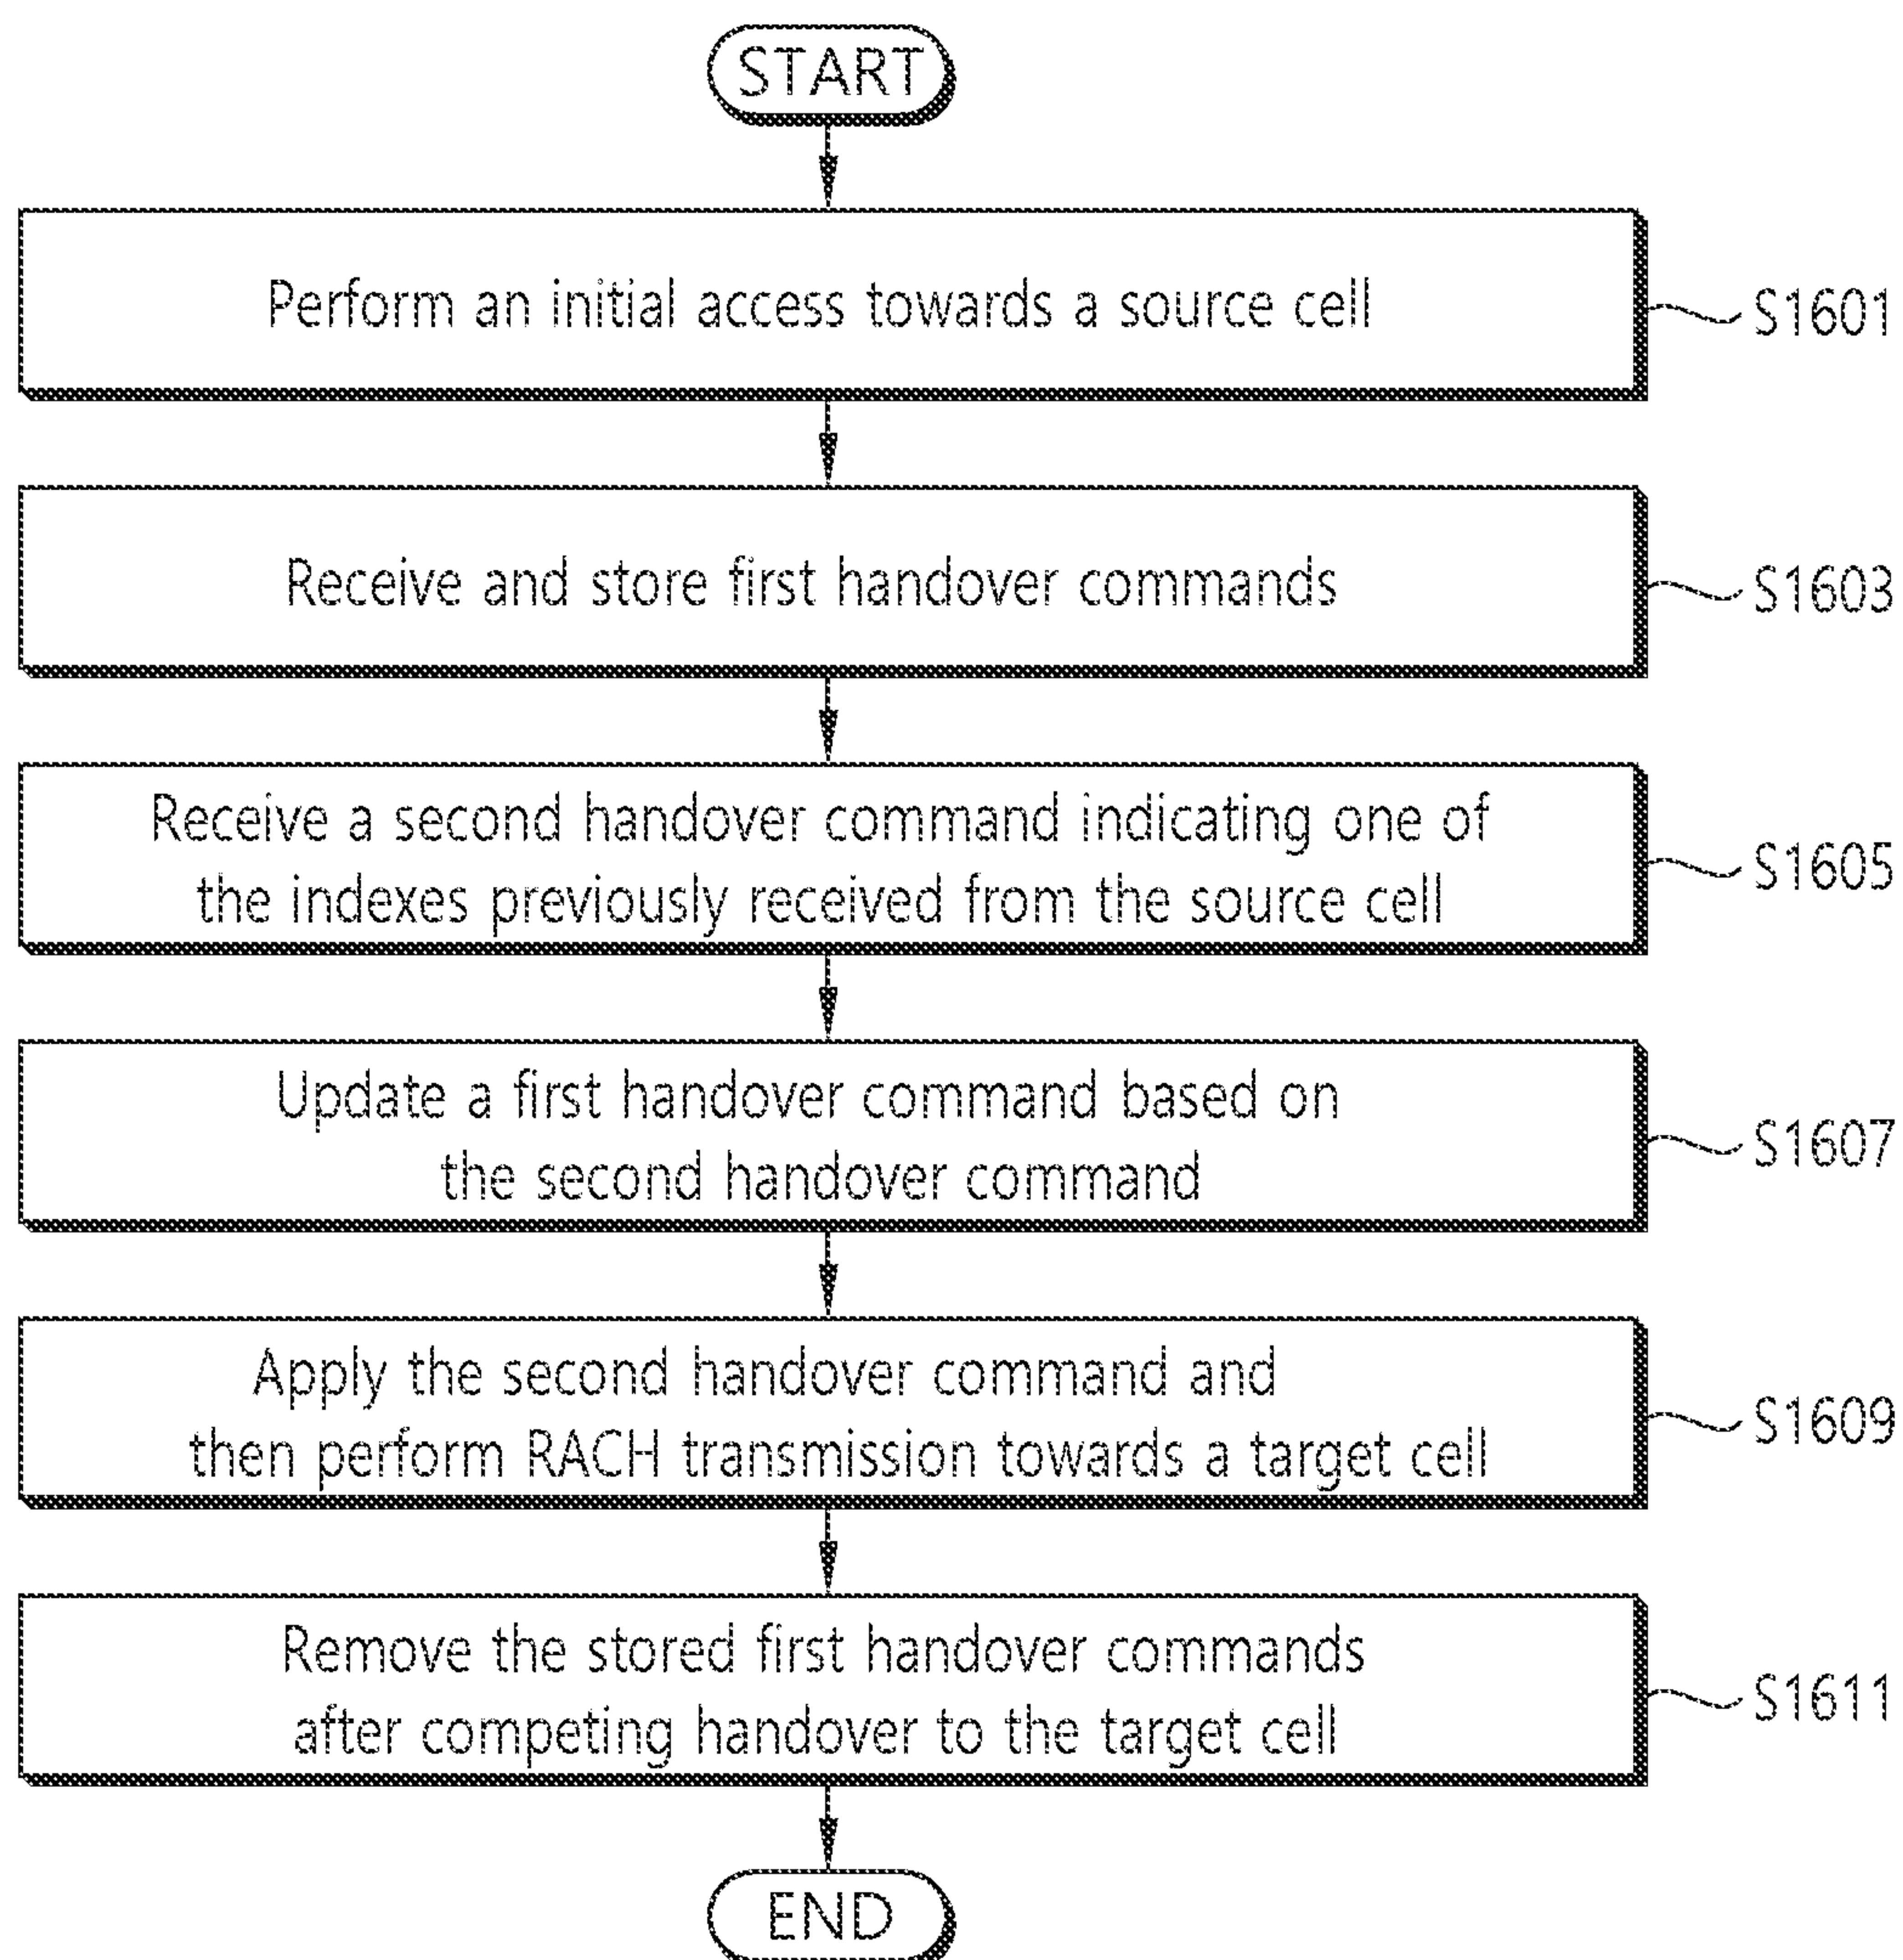 START
Perform an initial access towards a source cell
S1601
Receive and store first handover commands
S1603
Receive a second handover command indicating one of
the indexes previously received from the source cell
S1605
Update a first handover command based on
the second handover command
S1607
Apply the second handover command and
then perform RACH transmission towards a target cell
S1609
Remove the stored first handover commands
after competing handover to the target cell
S1611
END